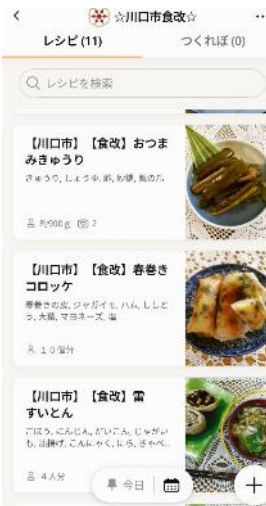 ☆川口市食改☆
レシピ(11)
つくれぽ(0)
レシピを検索
【川口市】【食改】おつま
みきゅうり
きゅうり, しょうゆ, 酢, 砂糖, 鷹の爪
約900g 2
【川口市】【食改】春巻き
コロッケ
春巻きの皮, ジャガイモ, ハム, ししと
う, 大葉, マヨネーズ, 塩
10個分
【川口市】【食改】雷
すいとん
ごぼう, にんじん, だいこん, じゃがい
も, 油揚げ, こんにゃく, にら, きゃべ...
4人分
今日